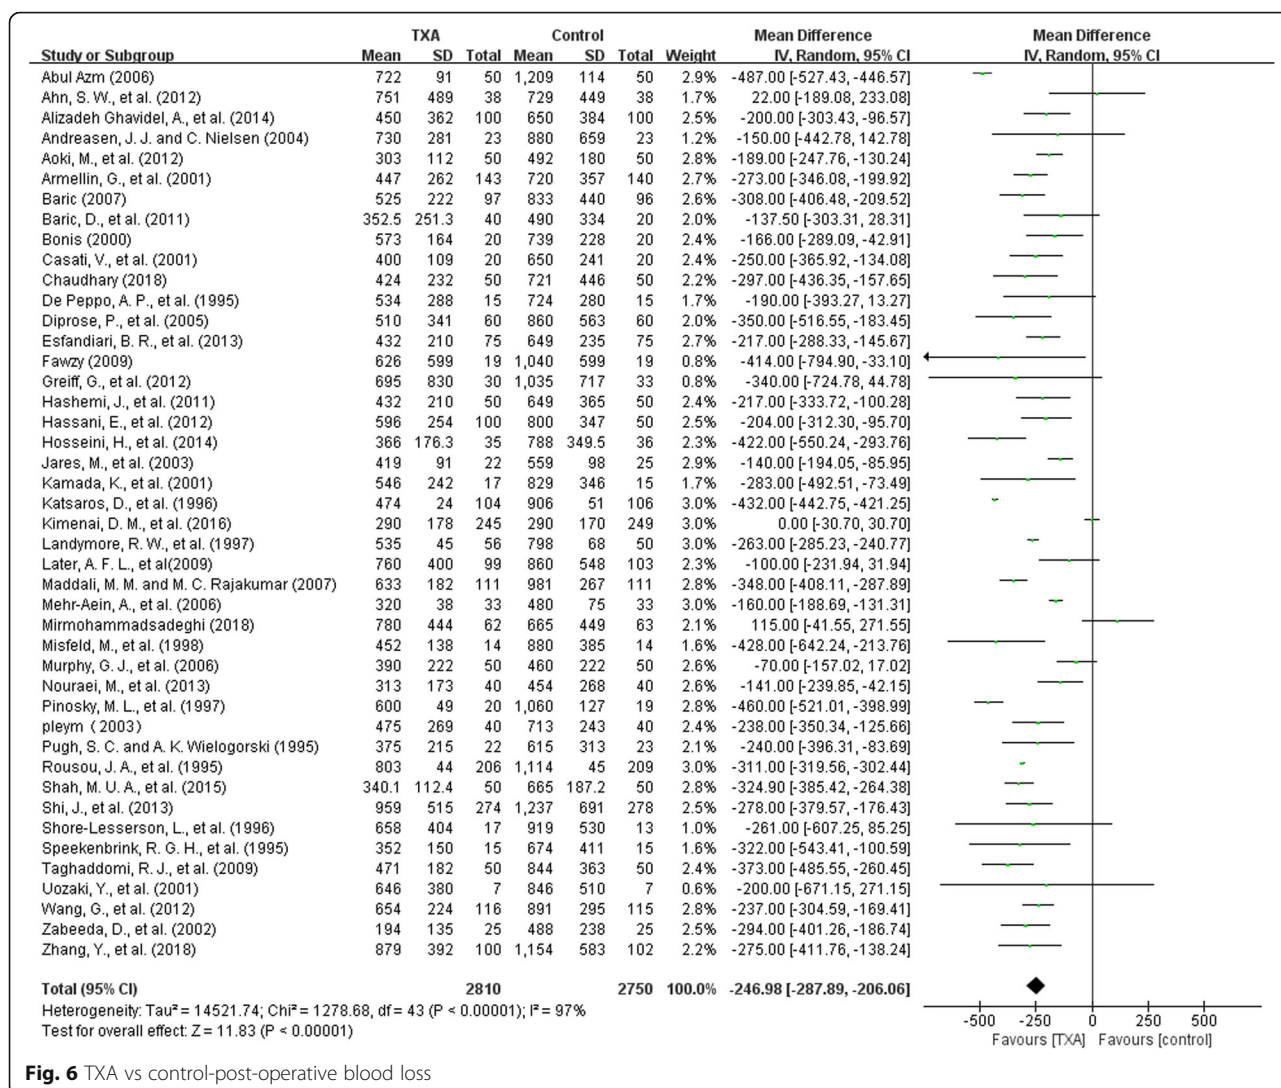 TXA Control Mean Difference Mean Difference
Study or Subgroup Mean SD Total Mean SD Total Weight IV, Random, 95% CI IV, Random, 95% CI
Abul Azm (2006) 722 91 50 1,209 114 50 2.9% -487.00 [-527.43, -446.57]
Ahn, S. W., et al. (2012) 751 489 38 729 449 38 1.7% 22.00 [-189.08, 233.08]
Alizadeh Ghavidel, A., et al. (2014) 450 362 100 650 384 100 2.5% -200.00 [-303.43, -96.57]
Andreasen, J. J. and C. Nielsen (2004) 730 281 23 880 659 23 1.2% -150.00 [-442.78, 142.78]
Aoki, M., et al. (2012) 303 112 50 492 180 50 2.8% -189.00 [-247.76, -130.24]
Armellin, G., et al. (2001) 447 262 143 720 357 140 2.7% -273.00 [-346.08, -199.92]
Baric (2007) 525 222 97 833 440 96 2.6% -308.00 [-406.48, -209.52]
Baric, D., et al. (2011) 352.5 251.3 40 490 334 20 2.0% -137.50 [-303.31, 28.31]
Bonis (2000) 573 164 20 739 228 20 2.4% -166.00 [-289.09, -42.91]
Casati, V., et al. (2001) 400 109 20 650 241 20 2.4% -250.00 [-365.92, -134.08]
Chaudhary (2018) 424 232 50 721 446 50 2.2% -297.00 [-436.35, -157.65]
De Peppo, A. P., et al. (1995) 534 288 15 724 280 15 1.7% -190.00 [-393.27, 13.27]
Diprose, P., et al. (2005) 510 341 60 860 563 60 2.0% -350.00 [-516.55, -183.45]
Esfandiari, B. R., et al. (2013) 432 210 75 649 235 75 2.7% -217.00 [-288.33, -145.67]
Fawzy (2009) 626 599 19 1,040 599 19 0.8% -414.00 [-794.90, -33.10]
Greiff, G., et al. (2012) 695 830 30 1,035 717 33 0.8% -340.00 [-724.78, 44.78]
Hashemi, J., et al. (2011) 432 210 50 649 365 50 2.4% -217.00 [-333.72, -100.28]
Hassani, E., et al. (2012) 596 254 100 800 347 50 2.5% -204.00 [-312.30, -95.70]
Hosseini, H., et al. (2014) 366 176.3 35 788 349.5 36 2.3% -422.00 [-550.24, -293.76]
Jares, M., et al. (2003) 419 91 22 559 98 25 2.9% -140.00 [-194.05, -85.95]
Kamada, K., et al. (2001) 546 242 17 829 346 15 1.7% -283.00 [-492.51, -73.49]
Katsaros, D., et al. (1996) 474 24 104 906 51 106 3.0% -432.00 [-442.75, -421.25]
Kimenai, D. M., et al. (2016) 290 178 245 290 170 249 3.0% 0.00 [-30.70, 30.70]
Landymore, R. W., et al. (1997) 535 45 56 798 68 50 3.0% -263.00 [-285.23, -240.77]
Later, A. F. L., et al(2009) 760 400 99 860 548 103 2.3% -100.00 [-231.94, 31.94]
Maddali, M. M. and M. C. Rajakumar (2007) 633 182 111 981 267 111 2.8% -348.00 [-408.11, -287.89]
Mehr-Aein, A., et al. (2006) 320 38 33 480 75 33 3.0% -160.00 [-188.69, -131.31]
Mirmohammadsadeghi (2018) 780 444 62 665 449 63 2.1% 115.00 [-41.55, 271.55]
Misfeld, M., et al. (1998) 452 138 14 880 385 14 1.6% -428.00 [-642.24, -213.76]
Murphy, G. J., et al. (2006) 390 222 50 460 222 50 2.6% -70.00 [-157.02, 17.02]
Nouraei, M., et al. (2013) 313 173 40 454 268 40 2.6% -141.00 [-239.85, -42.15]
Pinosky, M. L., et al. (1997) 600 49 20 1,060 127 19 2.8% -460.00 [-521.01, -398.99]
pleym (2003) 475 269 40 713 243 40 2.4% -238.00 [-350.34, -125.66]
Pugh, S. C. and A. K. Wielogorski (1995) 375 215 22 615 313 23 2.1% -240.00 [-396.31, -83.69]
Rousou, J. A., et al. (1995) 803 44 206 1,114 45 209 3.0% -311.00 [-319.56, -302.44]
Shah, M. U. A., et al. (2015) 340.1 112.4 50 665 187.2 50 2.8% -324.90 [-385.42, -264.38]
Shi, J., et al. (2013) 959 515 274 1,237 691 278 2.5% -278.00 [-379.57, -176.43]
Shore-Lesserson, L., et al. (1996) 658 404 17 919 530 13 1.0% -261.00 [-607.25, 85.25]
Speekenbrink, R. G. H., et al. (1995) 352 150 15 674 411 15 1.6% -322.00 [-543.41, -100.59]
Taghaddomi, R. J., et al. (2009) 471 182 50 844 363 50 2.4% -373.00 [-485.55, -260.45]
Uozaki, Y., et al. (2001) 646 380 7 846 510 7 0.6% -200.00 [-671.15, 271.15]
Wang, G., et al. (2012) 654 224 116 891 295 115 2.8% -237.00 [-304.59, -169.41]
Zabeeda, D., et al. (2002) 194 135 25 488 238 25 2.5% -294.00 [-401.26, -186.74]
Zhang, Y., et al. (2018) 879 392 100 1,154 583 102 2.2% -275.00 [-411.76, -138.24]
Total (95% CI) 2810 2750 100.0% -246.98 [-287.89, -206.06]
Heterogeneity: Tau² = 14521.74; Chi² = 1278.68, df = 43 (P < 0.00001); I² = 97%
Test for overall effect: Z = 11.83 (P < 0.00001)
-500 -250 0 250 500
Favours [TXA] Favours [control]
Fig. 6 TXA vs control-post-operative blood loss